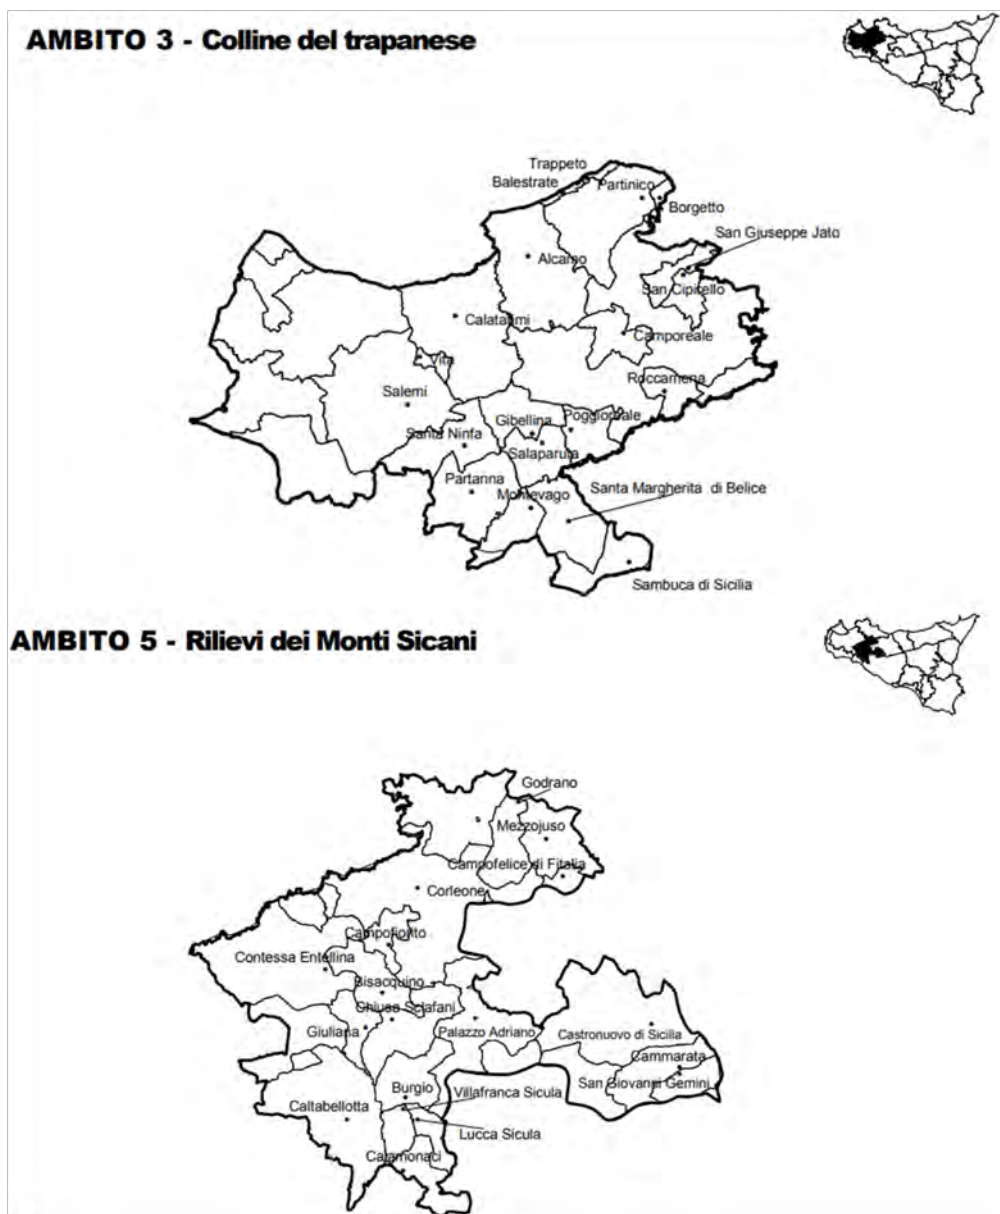 AMBITO 3 - Colline del trapanese
Trappeto
Balestrate
Partinico
Borgetto
San Giuseppe Jato
Alcamo
San Cipirello
Calatafimi
Camporeale
Vita
Roccamena
Salemi
Gibellina
Poggioreale
Santa Ninfa
Salaparuta
Partanna
Montevago
Santa Margherita di Belice
Sambuca di Sicilia
AMBITO 5 - Rilievi dei Monti Sicani
Godrano
Mezzojuso
Campofelice di Fitalia
Corleone
Campofiorito
Contessa Entellina
Bisacquino
Chiusa Sclafani
Giuliana
Palazzo Adriano
Castronuovo di Sicilia
Cammarata
San Giovanni Gemini
Burgio
Villafranca Sicula
Caltabellotta
Lucca Sicula
Calamonaci